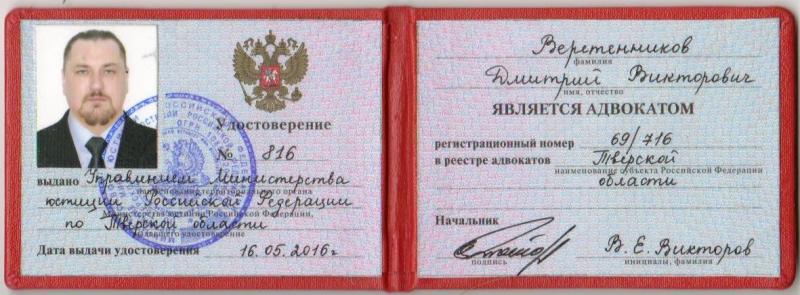 Удостоверение
№ 816
выдано Управлением Министерства
наименование территориального органа
юстиции Российской Федерации
Министерства юстиции Российской Федерации,
по Тверской области
выдавшего удостоверение
Дата выдачи удостоверения 16.05.2016г
Веретенников
фамилия
Дмитрий Викторович
имя, отчество
ЯВЛЯЕТСЯ АДВОКАТОМ
регистрационный номер 69/716
в реестре адвокатов Тверской
наименование субъекта Российской Федерации
области
Начальник
подпись
В. Е. Викторов
инициалы, фамилия